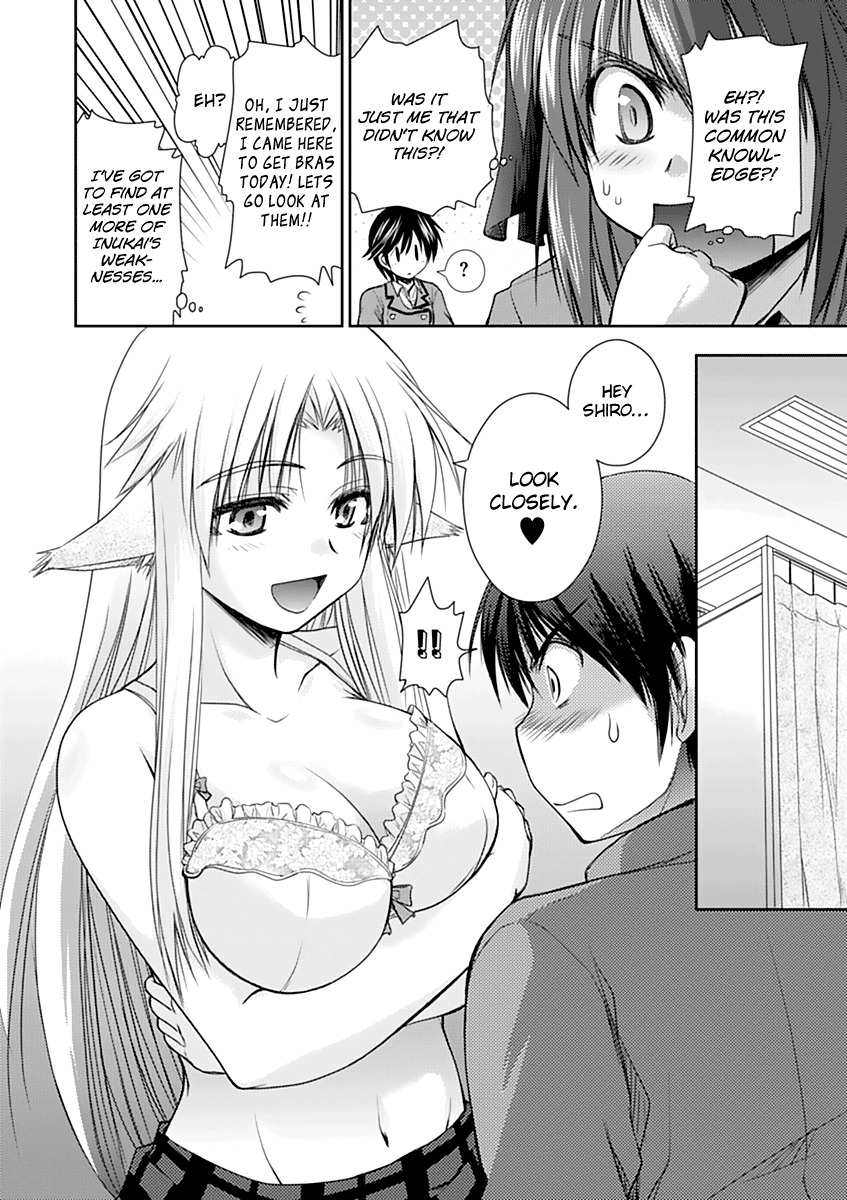 EH?!
WAS THIS
COMMON
KNOWL-
EDGE?!
WAS IT
JUST ME THAT
DIDN'T KNOW
THIS?!
?
OH, I JUST
REMEMBERED,
I CAME HERE
TO GET BRAS
TODAY! LETS
GO LOOK AT
THEM!!
EH?
I'VE GOT
TO FIND AT
LEAST ONE
MORE OF
INUKAI'S
WEAK-
NESSES...
HEY
SHIRO...
LOOK
CLOSELY.
♥
!!